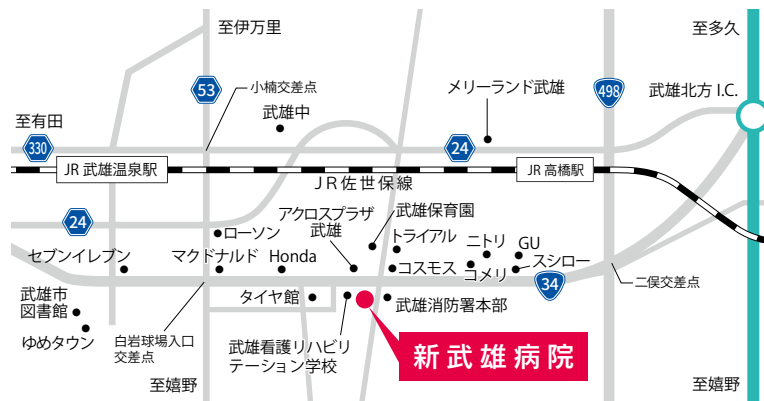 至伊万里
至多久
53
小楠交差点
メリーランド武雄
498
武雄北方 I.C.
武雄中
至有田
330
24
JR 武雄温泉駅
JR 高橋駅
JR佐世保線
24
アクロスプラザ
武雄
武雄保育園
ローソン
トライアル
ニトリ
GU
セブンイレブン
マクドナルド
Honda
コスモス
コメリ
スシロー
二俣交差点
34
武雄市
図書館
タイヤ館
武雄消防署本部
ゆめタウン
白岩球場入口
交差点
武雄看護リハビリ
テーション学校
新武雄病院
至嬉野
至嬉野